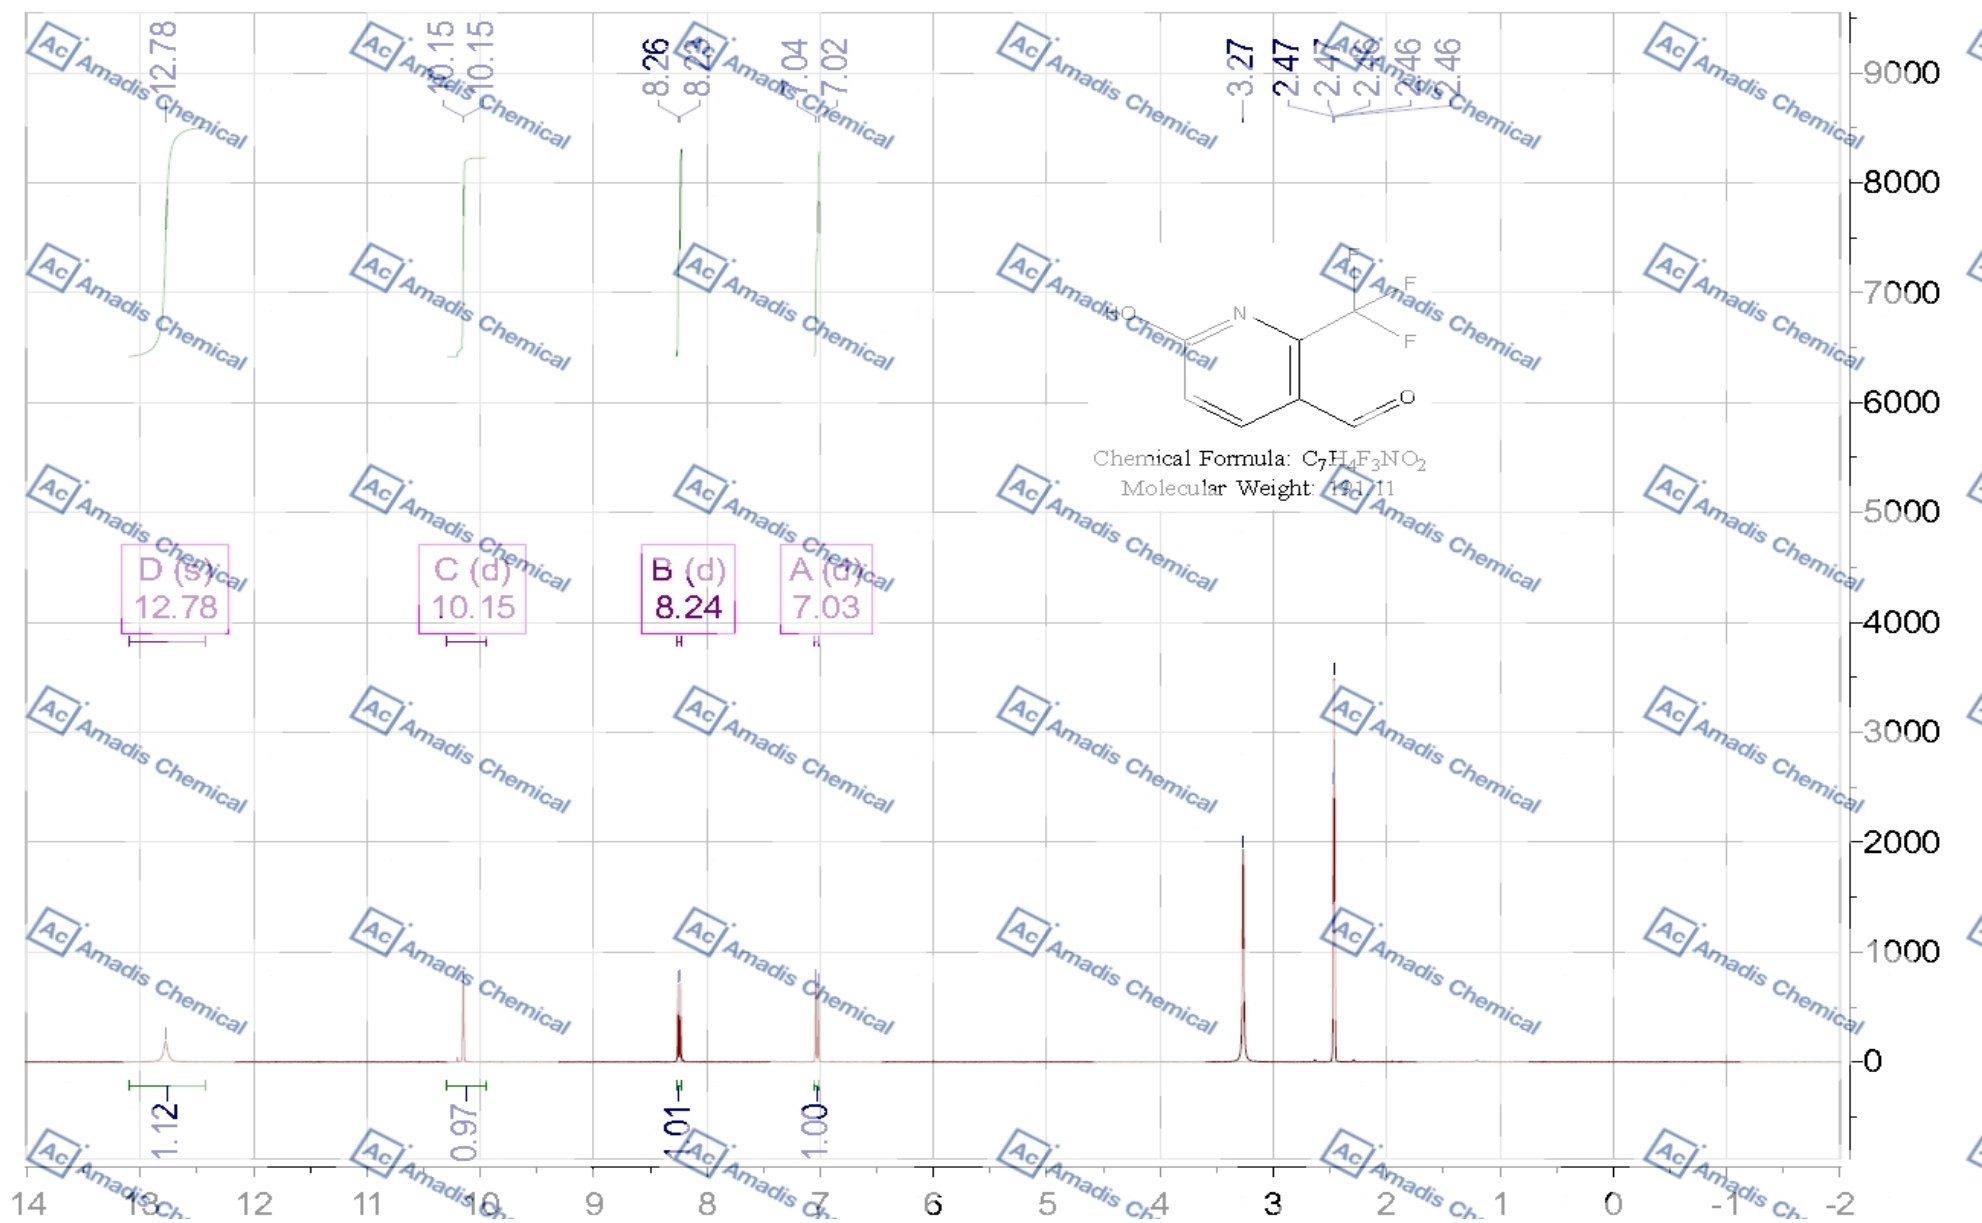 12.78
10.15
10.15
8.26
8.23
7.04
7.02
3.27
2.47
2.47
2.46
2.46
2.46
9000
8000
7000
6000
5000
4000
3000
2000
1000
0
F
F
F
HO
N
O
Chemical Formula: C7H4F3NO2
Molecular Weight: 191.11
D (s)
12.78
C (d)
10.15
B (d)
8.24
A (d)
7.03
1.12
0.97
1.01
1.00
14 13 12 11 10 9 8 7 6 5 4 3 2 1 0 -1 -2
Ac Amadis Chemical